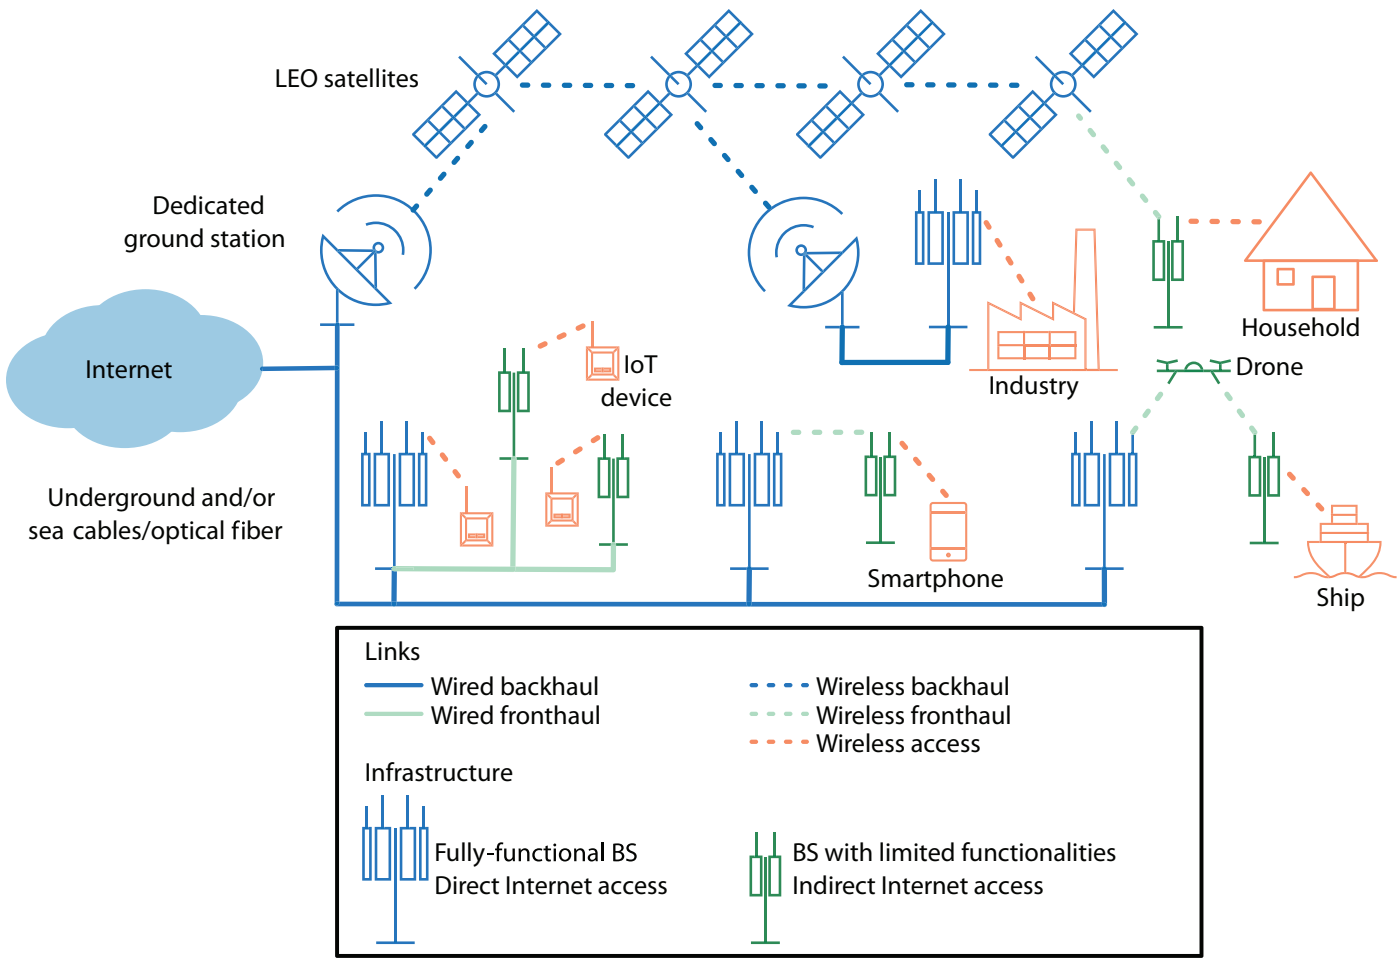 LEO satellites
Dedicated
ground station
Internet
IoT
device
Industry
Household
Drone
Underground and/or
sea cables/optical fiber
Smartphone
Ship
Links
Wired backhaul
Wired fronthaul
Wireless backhaul
Wireless fronthaul
Wireless access
Infrastructure
Fully-functional BS
Direct Internet access
BS with limited functionalities
Indirect Internet access